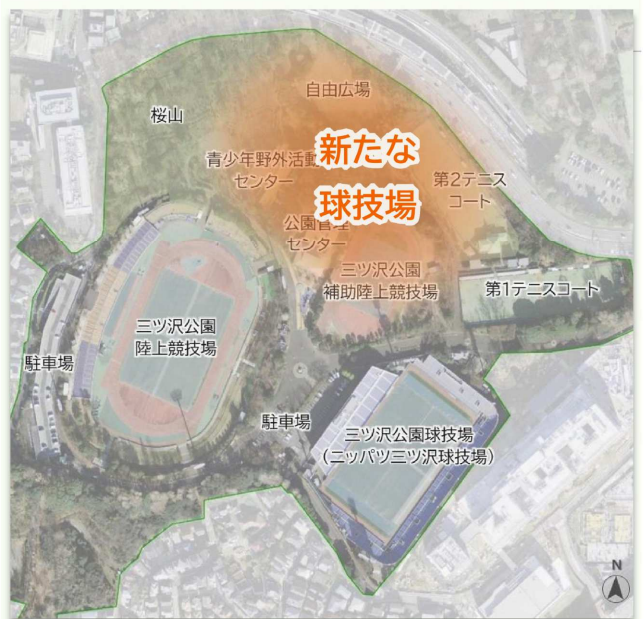 自由広場
桜山
新たな
球技場
青少年野外活動
センター
第2テニス
コート
公園管理
センター
三ツ沢公園
補助陸上競技場
第1テニスコート
三ツ沢公園
陸上競技場
駐車場
駐車場
三ツ沢公園球技場
(ニッパツ三ツ沢球技場)
N